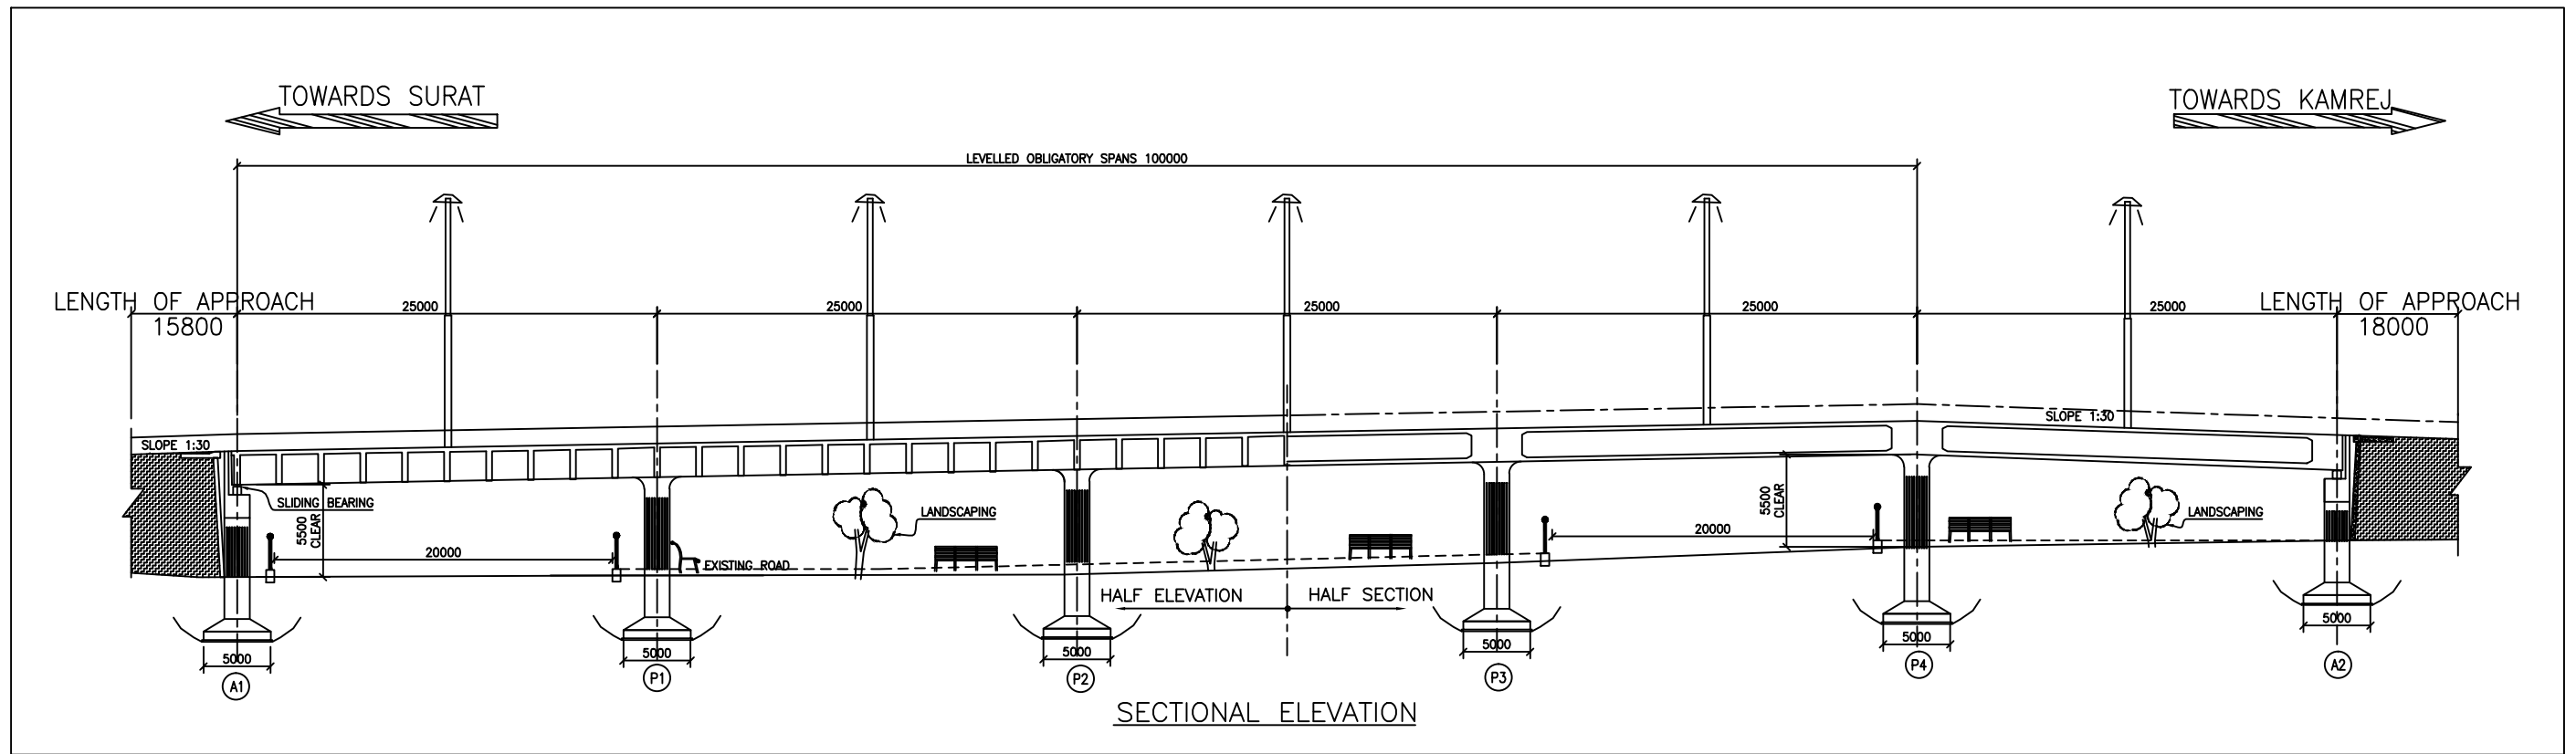 TOWARDS SURAT
TOWARDS KAMREJ
LEVELLED OBLIGATORY SPANS 100000
LENGTH OF APPROACH
15800
25000
25000
25000
25000
25000
LENGTH OF APPROACH
18000
SLOPE 1:30
SLOPE 1:30
SLIDING BEARING
5500
CLEAR
20000
EXISTING ROAD
LANDSCAPING
5500
CLEAR
20000
LANDSCAPING
HALF ELEVATION
HALF SECTION
5000
5000
5000
5000
5000
5000
A1
P1
P2
P3
P4
A2
SECTIONAL ELEVATION